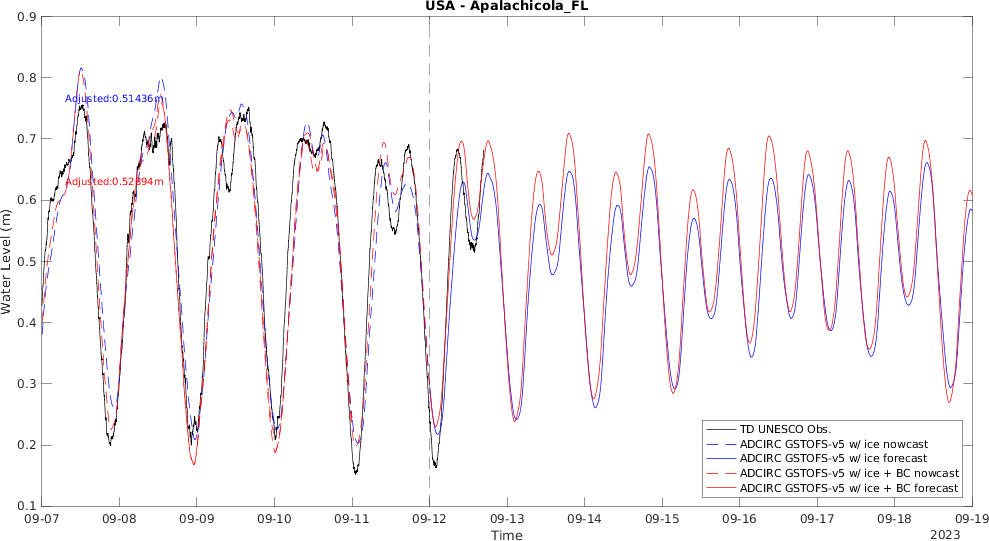 USA - Apalachicola_FL
0.9
0.8
0.7
0.6
0.5
0.4
0.3
0.2
0.1
Water Level (m)
Adjusted:0.51436m
Adjusted:0.52894m
TD UNESCO Obs.
ADCIRC GSTOFS-v5 w/ ice nowcast
ADCIRC GSTOFS-v5 w/ ice forecast
ADCIRC GSTOFS-v5 w/ ice + BC nowcast
ADCIRC GSTOFS-v5 w/ ice + BC forecast
09-07 09-08 09-09 09-10 09-11 09-12 09-13 09-14 09-15 09-16 09-17 09-18 09-19
Time
2023